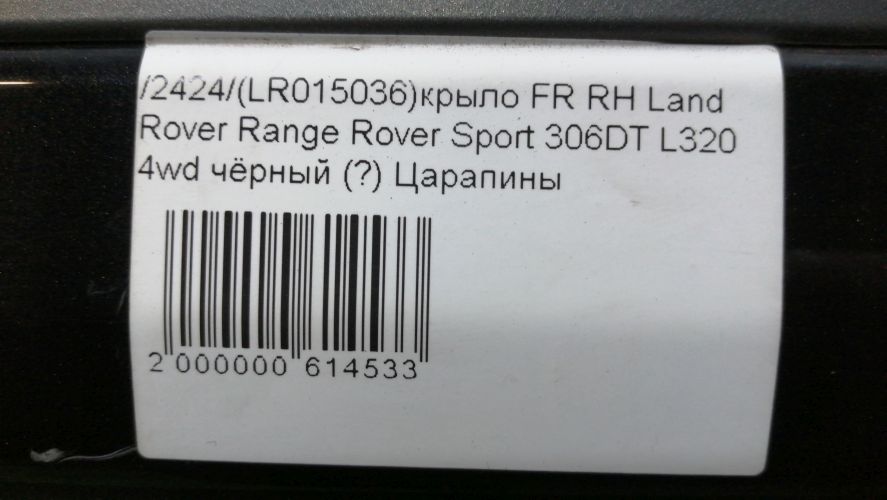 /2424/(LR015036)крыло FR RH Land
Rover Range Rover Sport 306DT L320
4wd чёрный (?) Царапины
2 000000 614533